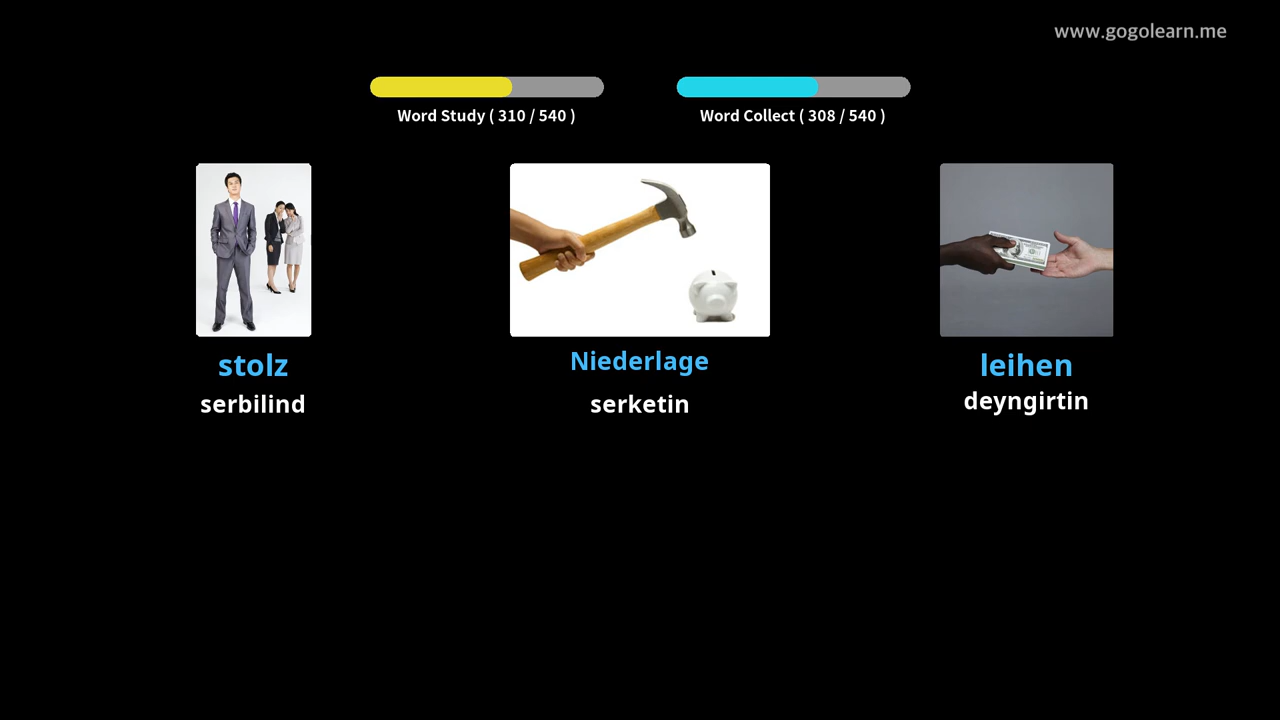 www.gogolearn.me
Word Study ( 310 / 540 )
Word Collect ( 308 / 540 )
stolz
Niederlage
leihen
serbilind
serketin
deyngirtin